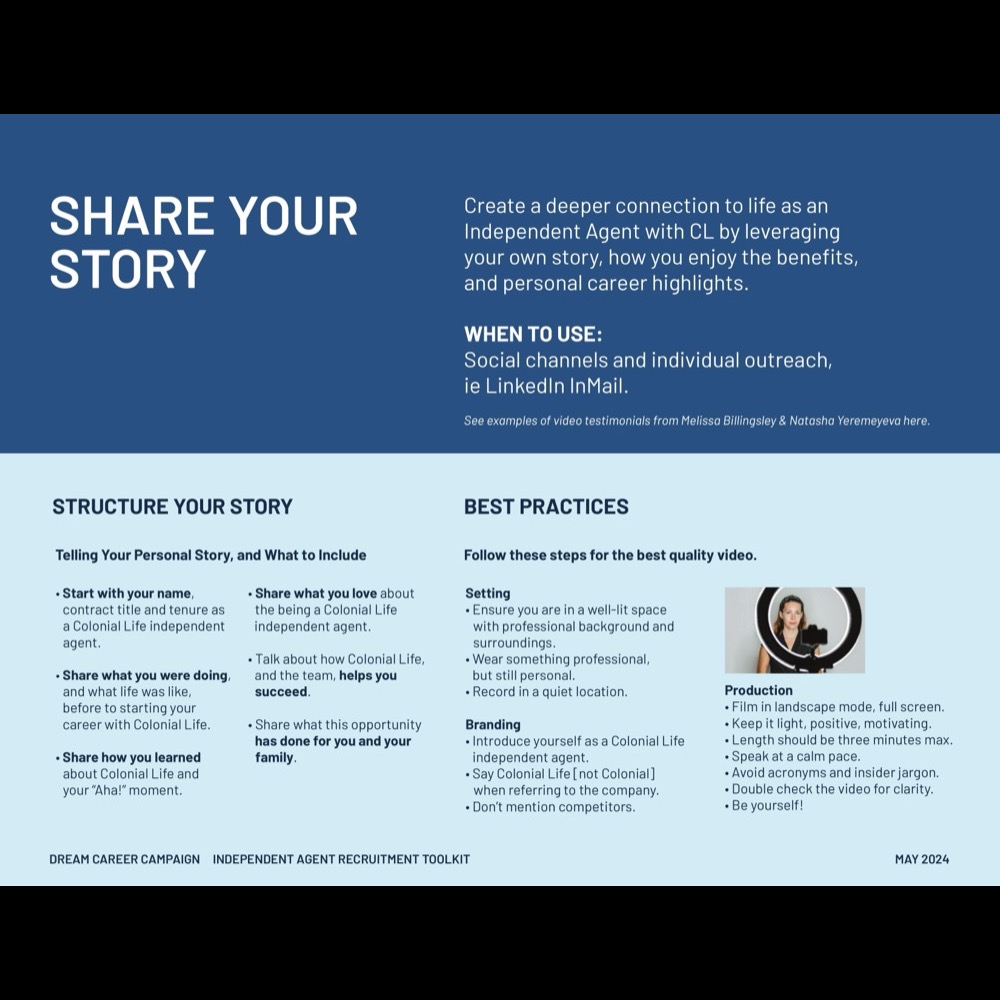 SHARE YOUR
STORY
Create a deeper connection to life as an
Independent Agent with CL by leveraging
your own story, how you enjoy the benefits,
and personal career highlights.
WHEN TO USE:
Social channels and individual outreach,
ie LinkedIn InMail.
See examples of video testimonials from Melissa Billingsley & Natasha Yeremeyeva here.
STRUCTURE YOUR STORY
Telling Your Personal Story, and What to Include
• Start with your name,
contract title and tenure as
a Colonial Life independent
agent.
• Share what you were doing,
and what life was like,
before to starting your
career with Colonial Life.
• Share how you learned
about Colonial Life and
your “Aha!” moment.
• Share what you love about
the being a Colonial Life
independent agent.
• Talk about how Colonial Life,
and the team, helps you
succeed.
• Share what this opportunity
has done for you and your
family.
BEST PRACTICES
Follow these steps for the best quality video.
Setting
• Ensure you are in a well-lit space
with professional background and
surroundings.
• Wear something professional,
but still personal.
• Record in a quiet location.
Branding
• Introduce yourself as a Colonial Life
independent agent.
• Say Colonial Life [not Colonial]
when referring to the company.
• Don’t mention competitors.
Production
• Film in landscape mode, full screen.
• Keep it light, positive, motivating.
• Length should be three minutes max.
• Speak at a calm pace.
• Avoid acronyms and insider jargon.
• Double check the video for clarity.
• Be yourself!
DREAM CAREER CAMPAIGN INDEPENDENT AGENT RECRUITMENT TOOLKIT
MAY 2024